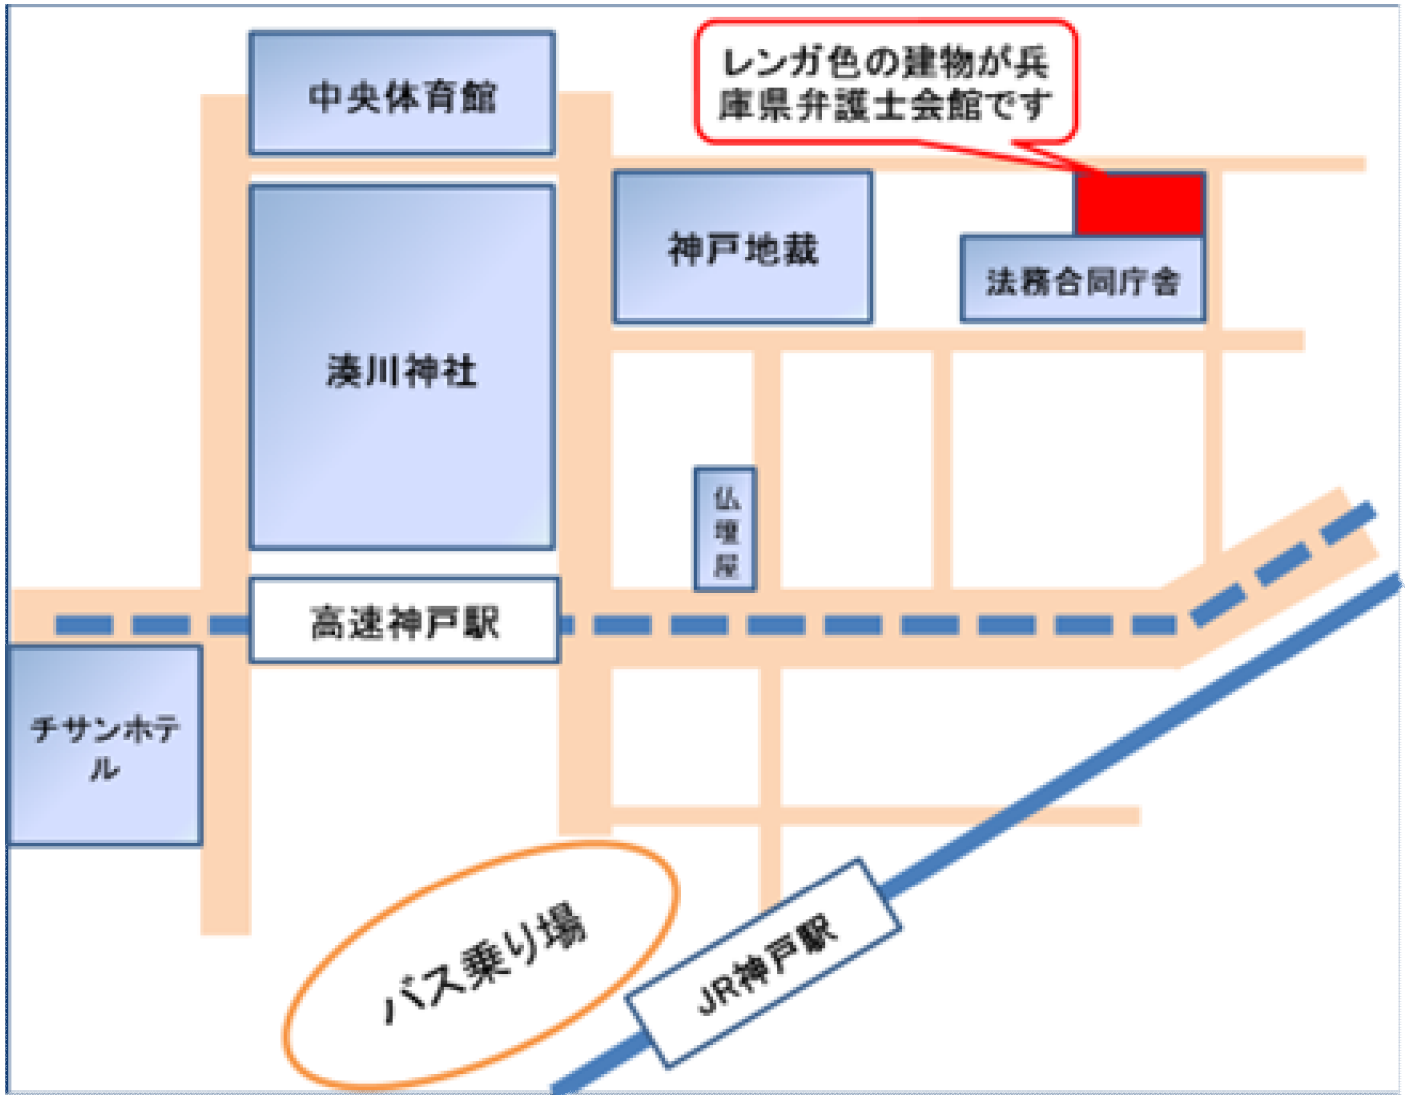 レンガ色の建物が兵
庫県弁護士会館です
中央体育館
神戸地裁
法務合同庁舎
湊川神社
仏
壇
屋
高速神戸駅
チサンホテ
ル
バス乗り場
JR神戸駅